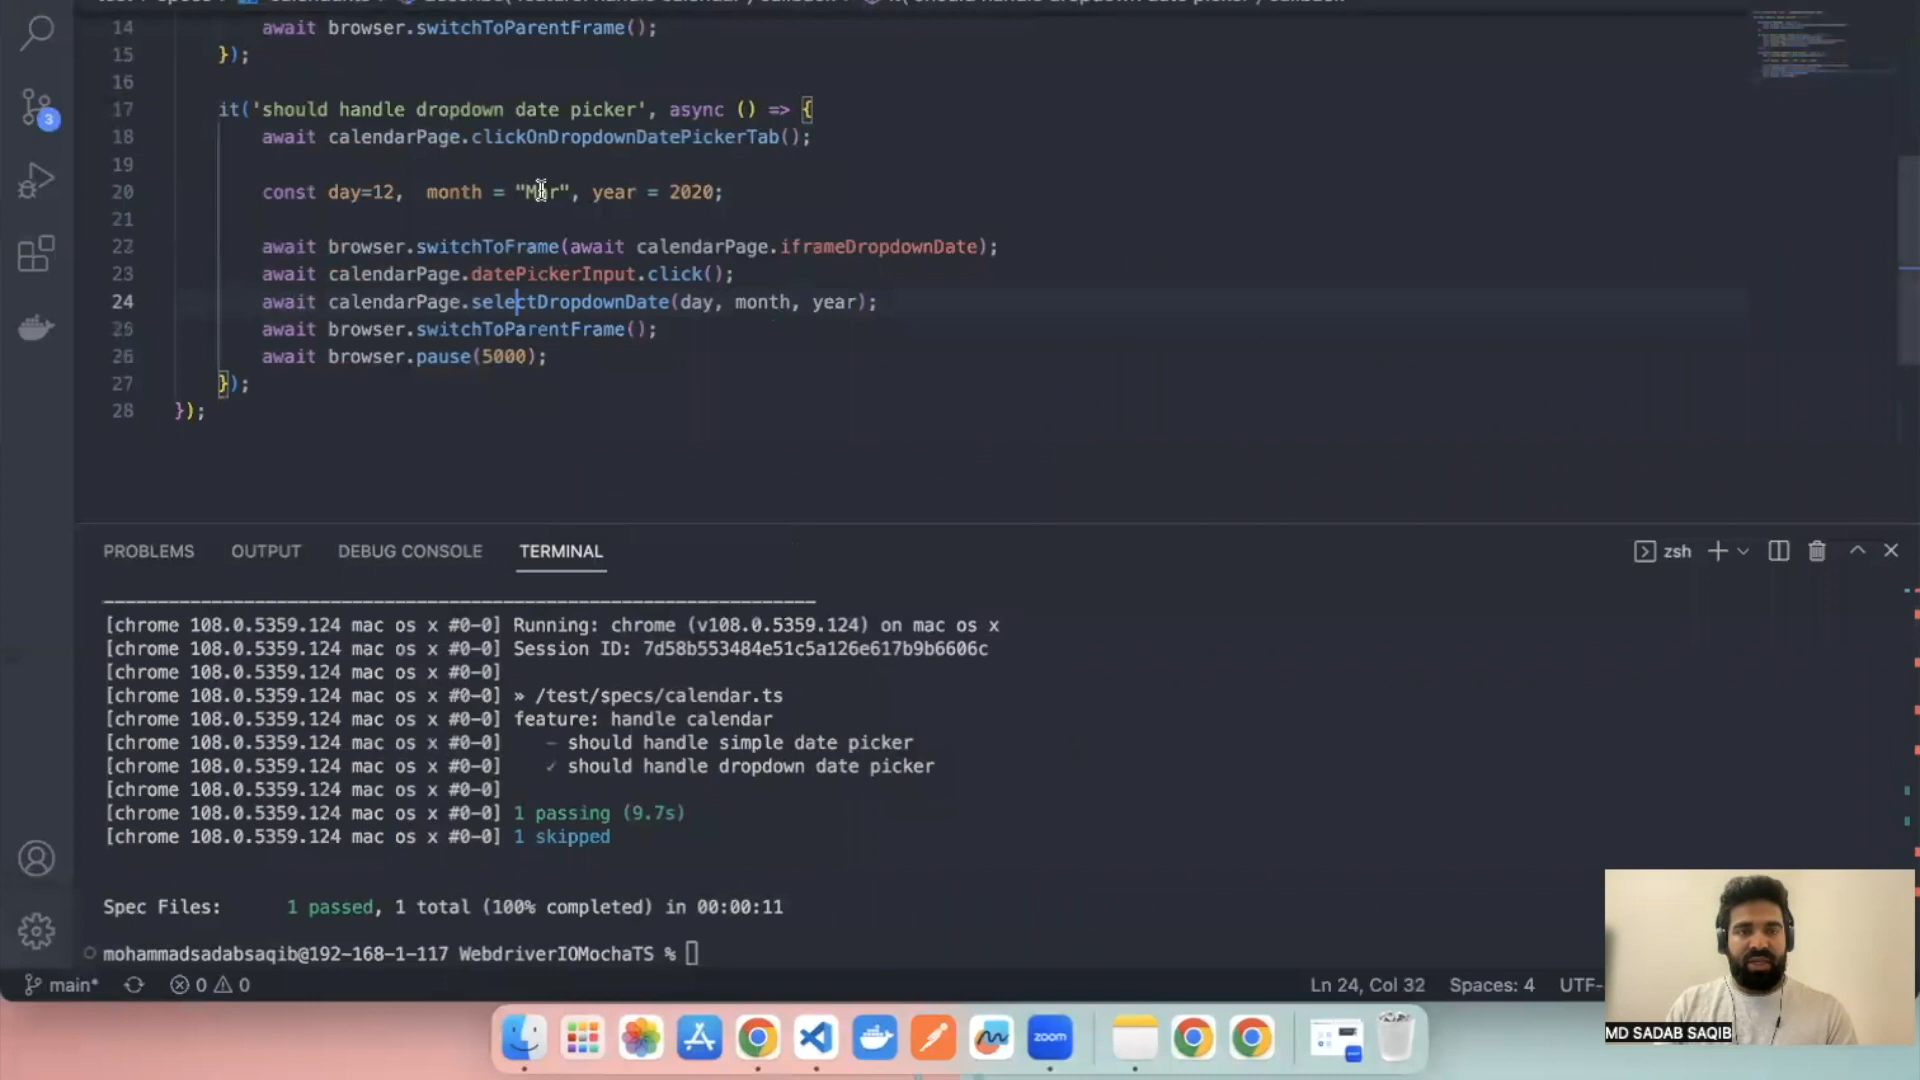 14 await browser.switchToParentFrame();
15 });
16
17 it('should handle dropdown date picker', async () => {
18 await calendarPage.clickOnDropdownDatePickerTab();
19
20 const day=12, month = "Mar", year = 2020;
21
22 await browser.switchToFrame(await calendarPage.iframeDropdownDate);
23 await calendarPage.datePickerInput.click();
24 await calendarPage.selectDropdownDate(day, month, year);
25 await browser.switchToParentFrame();
26 await browser.pause(5000);
27 });
28 });
3
PROBLEMS OUTPUT DEBUG CONSOLE TERMINAL zsh
[chrome 108.0.5359.124 mac os x #0-0] Running: chrome (v108.0.5359.124) on mac os x
[chrome 108.0.5359.124 mac os x #0-0] Session ID: 7d58b553484e51c5a126e617b9b6606c
[chrome 108.0.5359.124 mac os x #0-0]
[chrome 108.0.5359.124 mac os x #0-0] » /test/specs/calendar.ts
[chrome 108.0.5359.124 mac os x #0-0] feature: handle calendar
[chrome 108.0.5359.124 mac os x #0-0] - should handle simple date picker
[chrome 108.0.5359.124 mac os x #0-0] ✓ should handle dropdown date picker
[chrome 108.0.5359.124 mac os x #0-0]
[chrome 108.0.5359.124 mac os x #0-0] 1 passing (9.7s)
[chrome 108.0.5359.124 mac os x #0-0] 1 skipped
Spec Files: 1 passed, 1 total (100% completed) in 00:00:11
mohammadsadabsaqib@192-168-1-117 WebdriverIOMochaTS %
main* 0 0 Ln 24, Col 32 Spaces: 4 UTF-
MD SADAB SAQIB
zoom